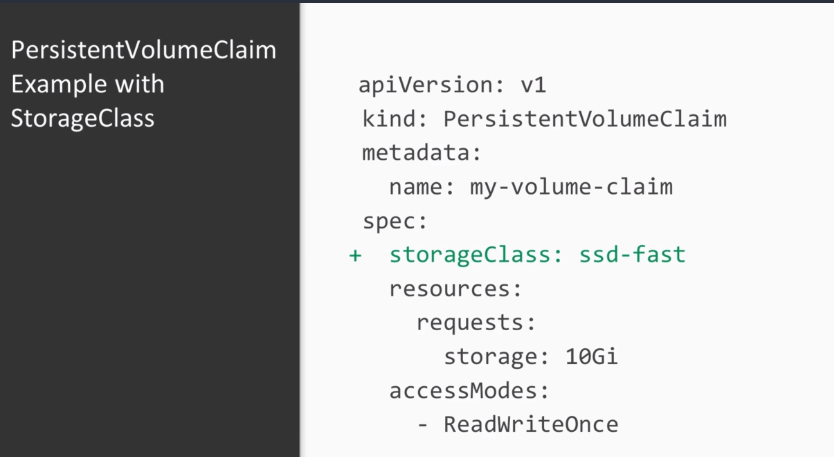 PersistentVolumeClaim
Example with
StorageClass
apiVersion: v1
kind: PersistentVolumeClaim
metadata:
name: my-volume-claim
spec:
+ storageClass: ssd-fast
resources:
requests:
storage: 10Gi
accessModes:
- ReadWriteOnce